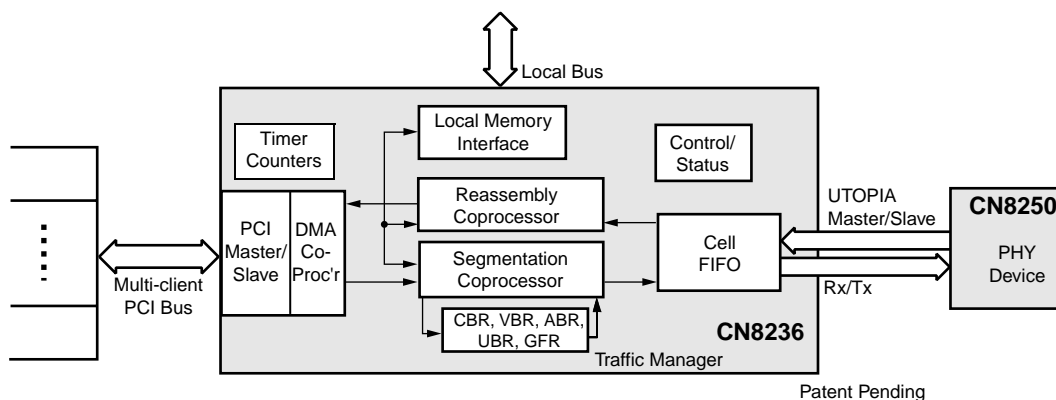 Local Bus
Timer
Counters
Local Memory
Interface
Control/
Status
Reassembly
Coprocessor
PCI
Master/
Slave
DMA
Co-
Proc'r
Segmentation
Coprocessor
Cell
FIFO
CBR, VBR, ABR,
UBR, GFR
Traffic Manager
CN8236
Multi-client
PCI Bus
UTOPIA
Master/Slave
Rx/Tx
CN8250
PHY
Device
Patent Pending